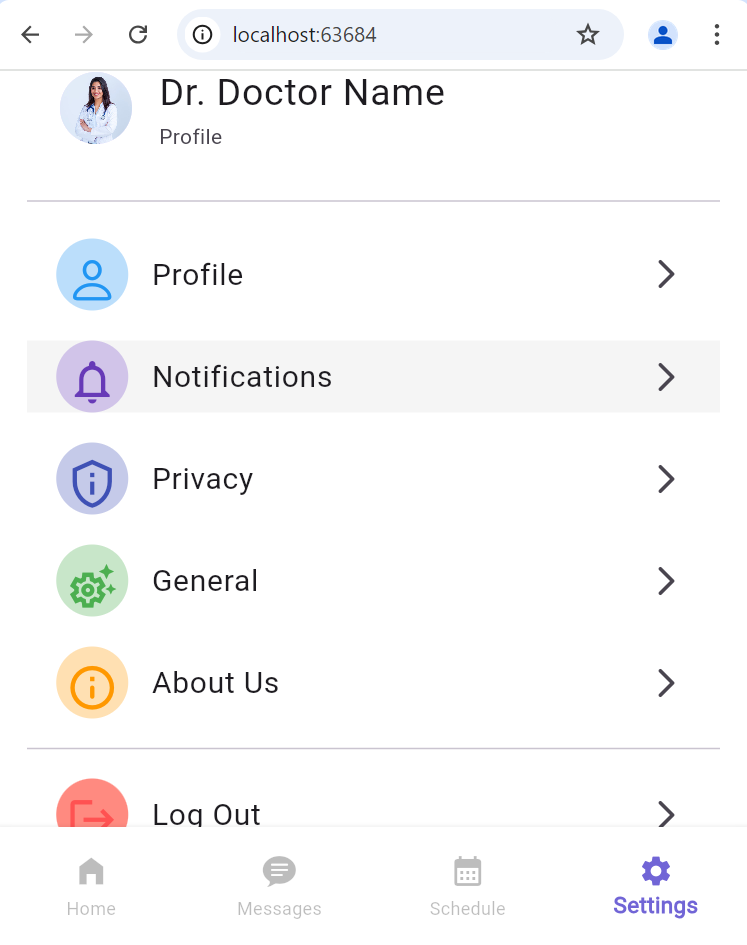 localhost:63684
Dr. Doctor Name
Profile
Profile
Notifications
Privacy
General
About Us
Log Out
Home
Messages
Schedule
Settings